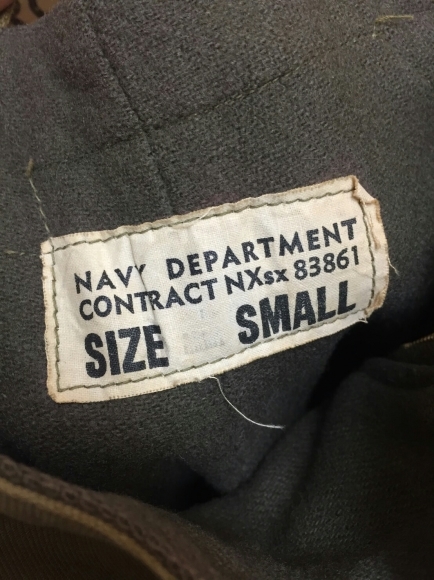 NAVY DEPARTMENT
CONTRACT NXsx 83861
SIZE SMALL